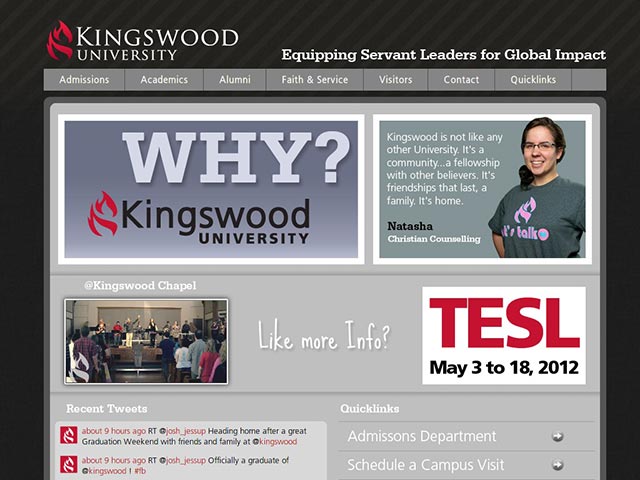 KINGSWOOD
UNIVERSITY
Equipping Servant Leaders for Global Impact
Admissions
Academics
Alumni
Faith & Service
Visitors
Contact
Quicklinks
WHY?
Kingswood
UNIVERSITY
Kingswood is not like any
other University. It's a
community...a fellowship
with other believers. It's
friendships that last, a
family. It's home.
Natasha
Christian Counselling
it's talk
@Kingswood Chapel
Like more Info?
TESL
May 3 to 18, 2012
Recent Tweets
about 9 hours ago RT @josh_jessup Heading home after a great
Graduation Weekend with friends and family at @kingswood
about 9 hours ago RT @josh_jessup Officially a graduate of
@kingswood ! #fb
Quicklinks
Admissons Department
Schedule a Campus Visit